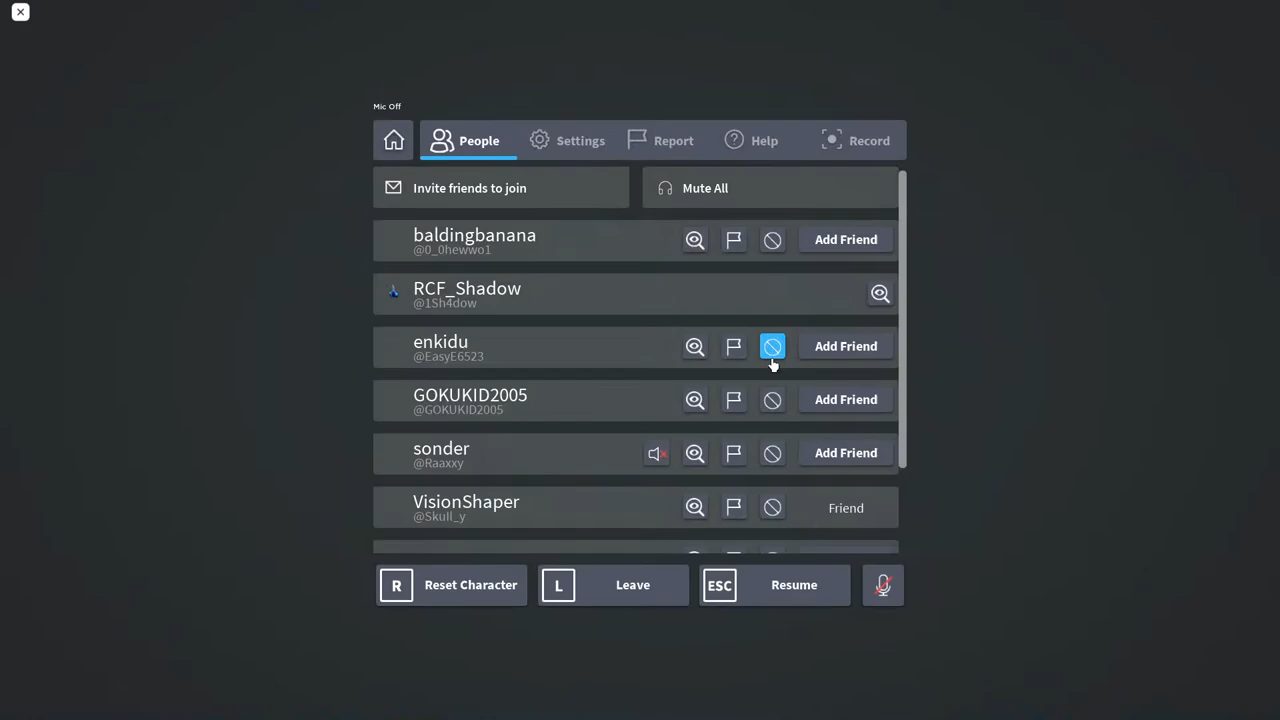 Mic Off
People Settings Report Help Record
Invite friends to join Mute All
baldingbanana Add Friend
@0_0hewwo1
RCF_Shadow
@1Sh4dow
enkidu Add Friend
@EasyE6523
GOKUKID2005 Add Friend
@GOKUKID2005
sonder Add Friend
@Raaxxy
VisionShaper Friend
@Skull_y
R Reset Character L Leave ESC Resume